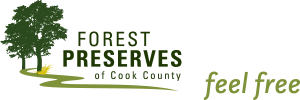 FOREST
PRESERVES
of Cook County
feel free